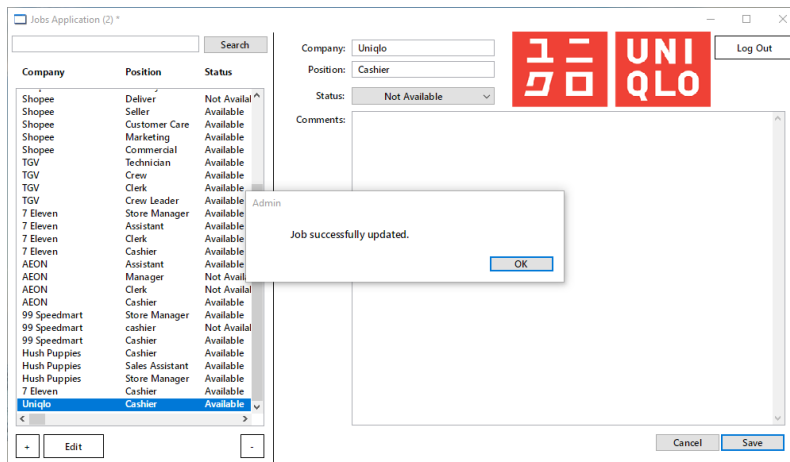 Jobs Application (2) *
Search
Company Position Status
Shopee Deliver Not Availal
Shopee Seller Available
Shopee Customer Care Available
Shopee Marketing Available
Shopee Commercial Available
TGV Technician Available
TGV Crew Available
TGV Clerk Available
TGV Crew Leader Available
7 Eleven Store Manager Available
7 Eleven Assistant Available
7 Eleven Clerk Available
7 Eleven Cashier Available
AEON Assistant Available
AEON Manager Not Avail
AEON Clerk Not Availal
AEON Cashier Available
99 Speedmart Store Manager Available
99 Speedmart cashier Not Availal
99 Speedmart Cashier Available
Hush Puppies Cashier Available
Hush Puppies Sales Assistant Available
Hush Puppies Store Manager Available
7 Eleven Cashier Available
Uniqlo Cashier Available
+ Edit -
Company: Uniqlo
Position: Cashier
Status: Not Available
Comments:
ユニ
クロ
UNI
QLO
Log Out
Admin
Job successfully updated.
OK
Cancel Save